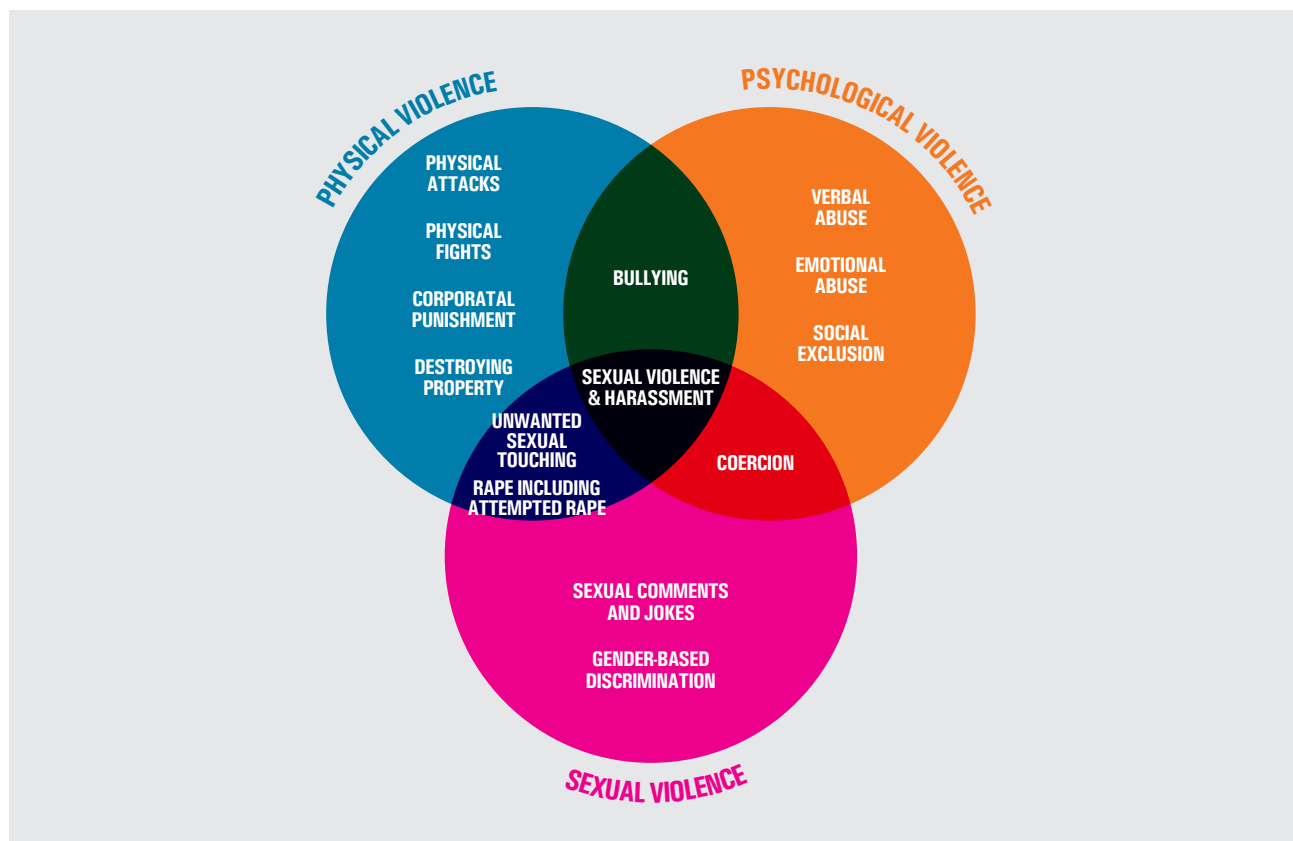 PHYSICAL VIOLENCE
PSYCHOLOGICAL VIOLENCE
PHYSICAL
ATTACKS
PHYSICAL
FIGHTS
CORPORATAL
PUNISHMENT
DESTROYING
PROPERTY
BULLYING
VERBAL
ABUSE
EMOTIONAL
ABUSE
SOCIAL
EXCLUSION
SEXUAL VIOLENCE
& HARASSMENT
UNWANTED
SEXUAL
TOUCHING
RAPE INCLUDING
ATTEMPTED RAPE
COERCION
SEXUAL COMMENTS
AND JOKES
GENDER-BASED
DISCRIMINATION
SEXUAL VIOLENCE